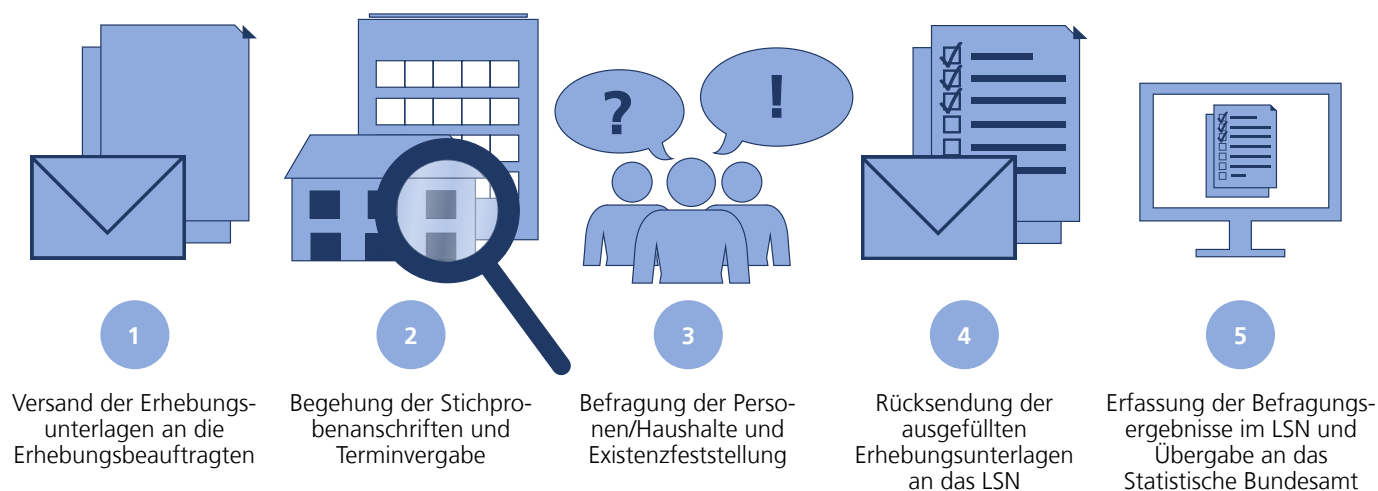 ?
!
1
Versand der Erhebungs-
unterlagen an die
Erhebungsbeauftragten
2
Begehung der Stichpro-
benanschriften und
Terminvergabe
3
Befragung der Perso-
nen/Haushalte und
Existenzfeststellung
4
Rücksendung der
ausgefüllten
Erhebungsunterlagen
an das LSN
5
Erfassung der Befragungs-
ergebnisse im LSN und
Übergabe an das
Statistische Bundesamt